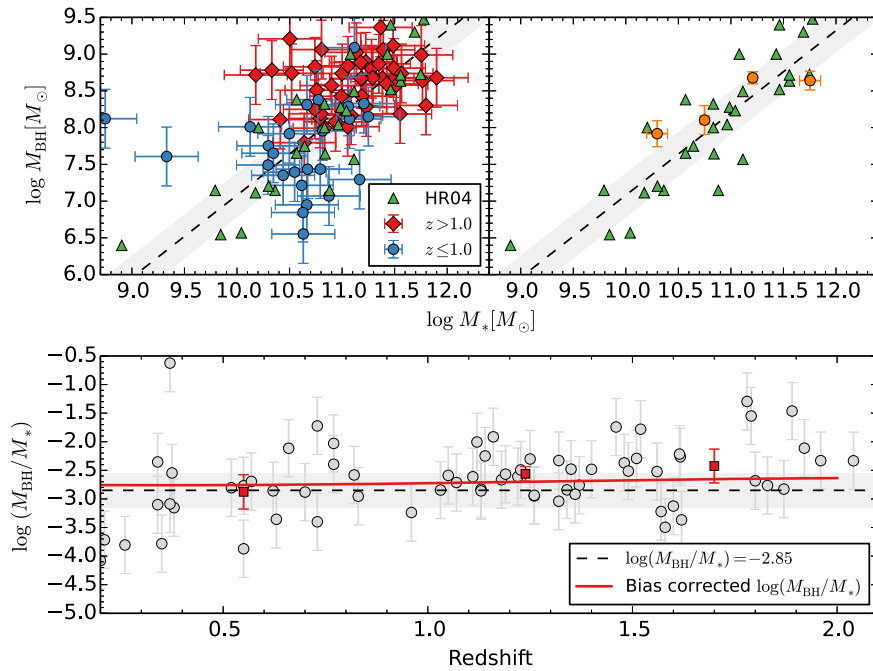 9.5
9.0
8.5
8.0
7.5
7.0
6.5
6.0
log M_BH[M_⊙]
HR04
z>1.0
z≤1.0
9.0 9.5 10.0 10.5 11.0 11.5 12.0
9.0 9.5 10.0 10.5 11.0 11.5 12.0
log M_*[M_⊙]
−0.5
−1.0
−1.5
−2.0
−2.5
−3.0
−3.5
−4.0
−4.5
−5.0
log (M_BH/M_*)
log(M_BH/M_*)=−2.85
Bias corrected log(M_BH/M_*)
0.5 1.0 1.5 2.0
Redshift